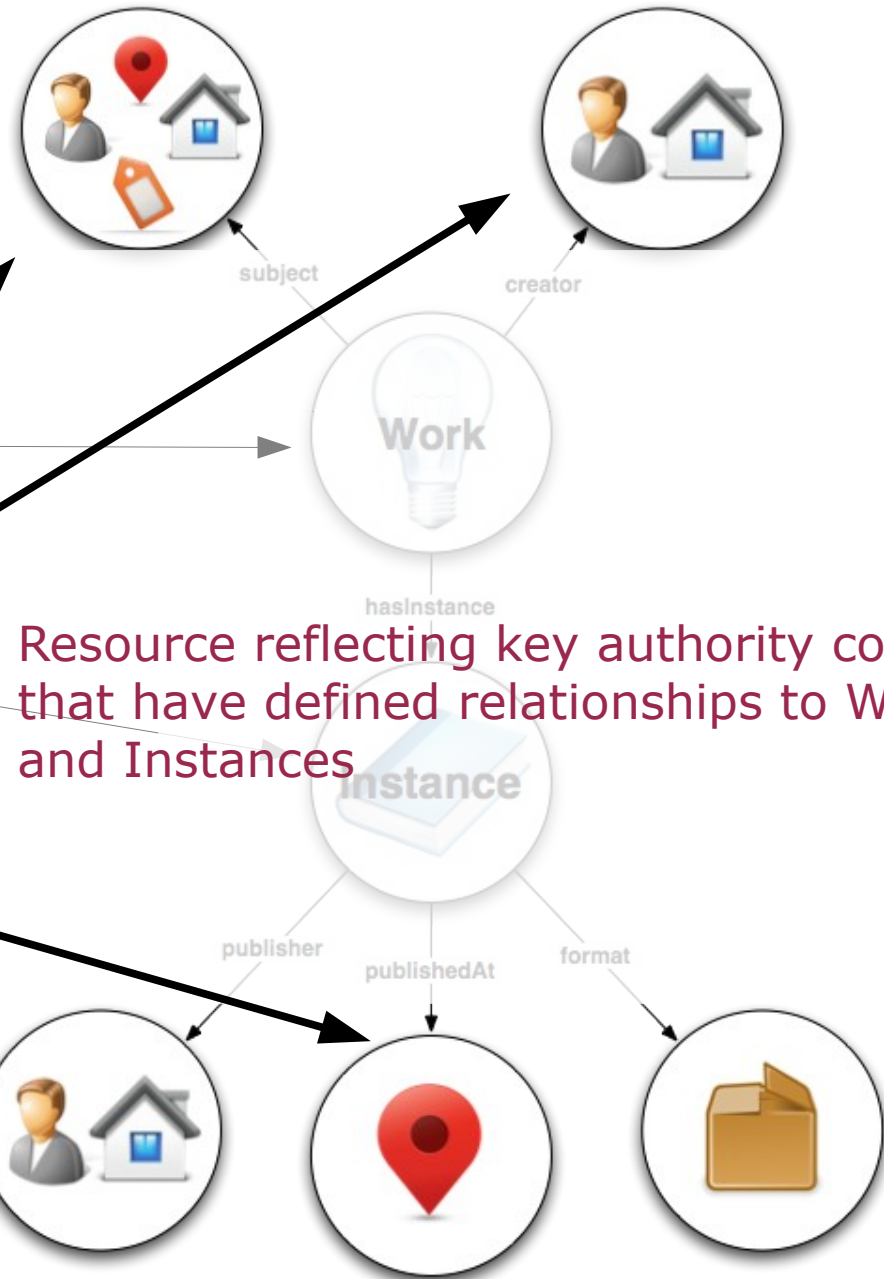 subject
creator
Work
hasInstance
Resource reflecting key authority co
that have defined relationships to W
and Instances
Instance
publisher
publishedAt
format